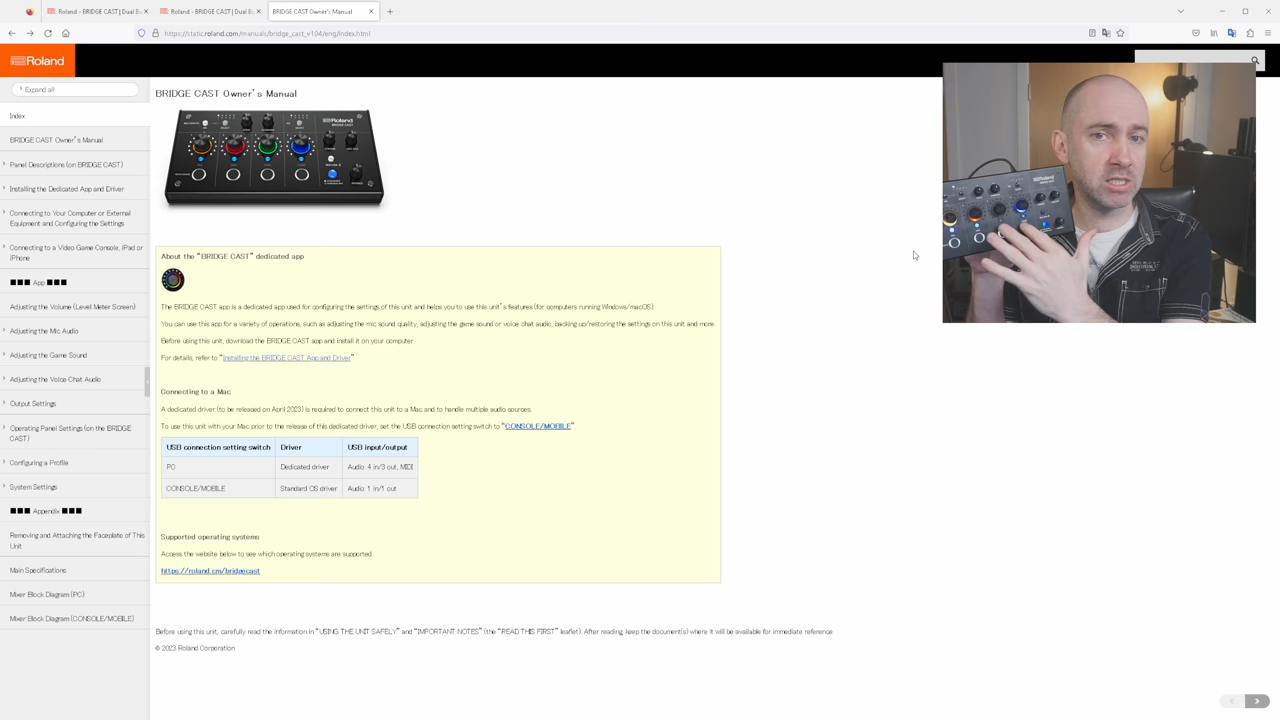 Roland - BRIDGE CAST | Dual Bu
Roland - BRIDGE CAST | Dual Bu
BRIDGE CAST Owner's Manual
https://static.roland.com/manuals/bridge_cast_v104/eng/index.html
Roland
Expand all
Index
BRIDGE CAST Owner's Manual
Panel Descriptions (on BRIDGE CAST)
Installing the Dedicated App and Driver
Connecting to Your Computer or External
Equipment and Configuring the Settings
Connecting to a Video Game Console, iPad or
iPhone
■■■ App ■■■
Adjusting the Volume (Level Meter Screen)
Adjusting the Mic Audio
Adjusting the Game Sound
Adjusting the Voice Chat Audio
Output Settings
Operating Panel Settings (on the BRIDGE
CAST)
Configuring a Profile
System Settings
■■■ Appendix ■■■
Removing and Attaching the Faceplate of This
Unit
Main Specifications
Mixer Block Diagram (PC)
Mixer Block Diagram (CONSOLE/MOBILE)
BRIDGE CAST Owner's Manual
Roland
BRIDGE CAST
About the "BRIDGE CAST" dedicated app
The BRIDGE CAST app is a dedicated app used for configuring the settings of this unit and helps you to use this unit's features (for computers running Windows/macOS).
You can use this app for a variety of operations, such as adjusting the mic sound quality, adjusting the game sound or voice chat audio, backing up/restoring the settings on this unit and more.
Before using this unit, download the BRIDGE CAST app and install it on your computer.
For details, refer to "Installing the BRIDGE CAST App and Driver"
Connecting to a Mac
A dedicated driver (to be released on April 2023) is required to connect this unit to a Mac and to handle multiple audio sources.
To use this unit with your Mac prior to the release of this dedicated driver, set the USB connection setting switch to "CONSOLE/MOBILE".
USB connection setting switch Driver USB input/output
PC Dedicated driver Audio: 4 in/3 out, MIDI
CONSOLE/MOBILE Standard OS driver Audio: 1 in/1 out
Supported operating systems
Access the website below to see which operating systems are supported.
https://roland.cm/bridgecast
Before using this unit, carefully read the information in "USING THE UNIT SAFELY" and "IMPORTANT NOTES" (the "READ THIS FIRST" leaflet). After reading, keep the document(s) where it will be available for immediate reference.
© 2023 Roland Corporation
Roland